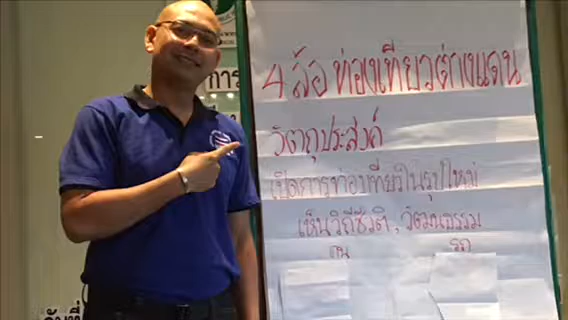 4 ล้อ ท่องเที่ยวต่างแดน
วัตถุประสงค์
เปิดการท่องเที่ยวในรูปใหม่
เห็นวิถีชีวิต, วัฒนธรรม
คน รถ
การ